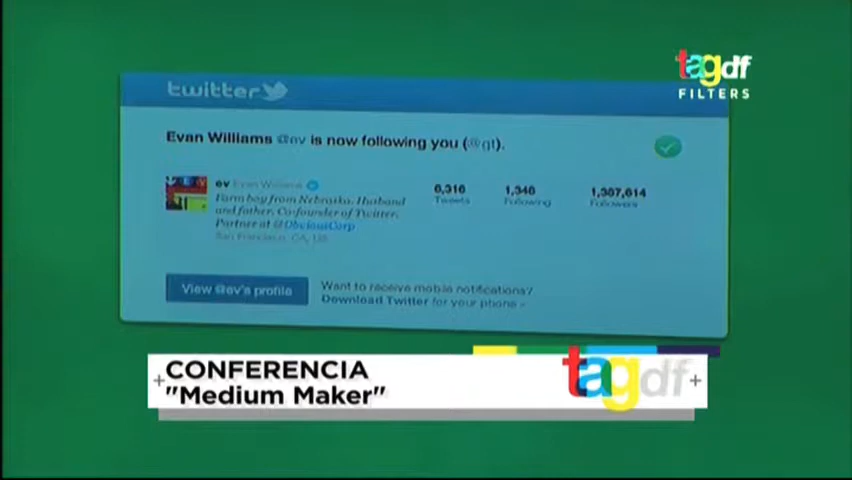 tagdf
FILTERS
twitter
Evan Williams @ev is now following you (@gt).
ev Evan Williams
Farm boy from Nebraska. Husband
and father. Co-founder of Twitter.
Partner at @ObviousCorp
San Francisco, CA, US
6,316
Tweets
1,346
Following
1,387,614
Followers
View @ev's profile
Want to receive mobile notifications?
Download Twitter for your phone »
CONFERENCIA
"Medium Maker"
tagdf